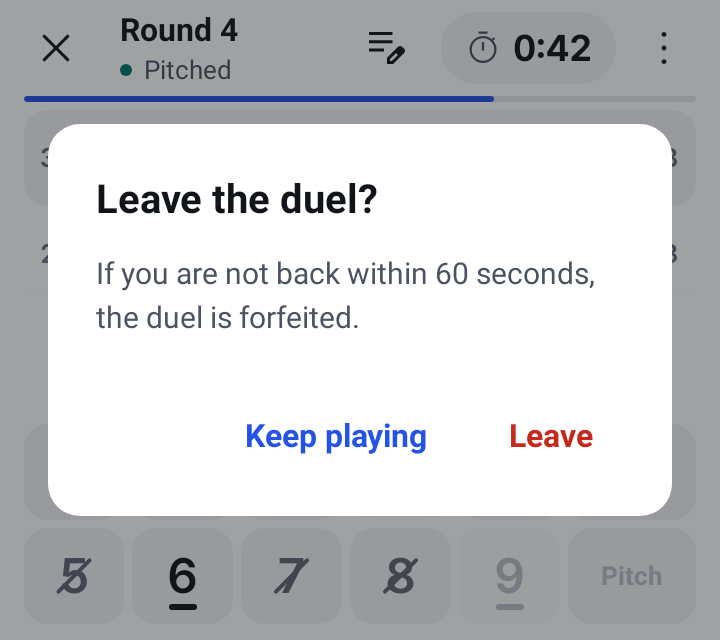 Round 4
Pitched
0:42
Leave the duel?
If you are not back within 60 seconds,
the duel is forfeited.
Keep playing
Leave
5 6 7 8 9 Pitch